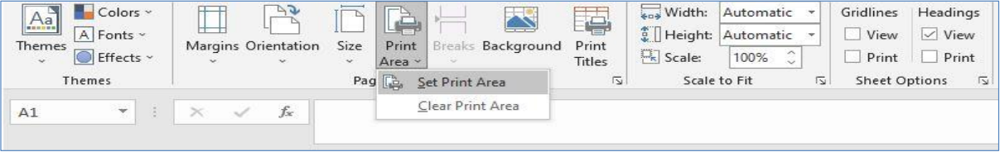 Aa
Themes
Colors
A Fonts
Effects
Themes
Margins
Orientation
Size
Print
Area
Breaks
Background
Print
Titles
Pag
Set Print Area
Clear Print Area
Width: Automatic
Height: Automatic
Scale: 100%
Scale to Fit
Gridlines
View
Print
Headings
View
Print
Sheet Options
A1
fx